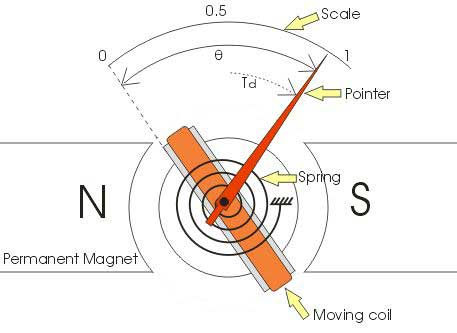 0.5
Scale
0
θ
1
Td
Pointer
Spring
N
S
Permanent Magnet
Moving coil